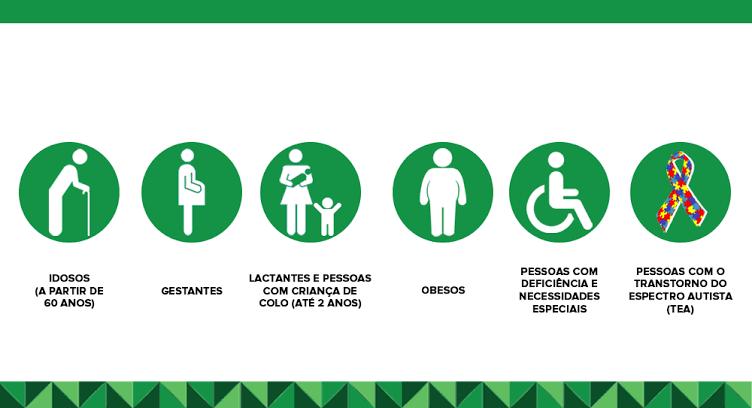 IDOSOS
(A PARTIR DE
60 ANOS)
GESTANTES
LACTANTES E PESSOAS
COM CRIANÇA DE
COLO (ATÉ 2 ANOS)
OBESOS
PESSOAS COM
DEFICIÊNCIA E
NECESSIDADES
ESPECIAIS
PESSOAS COM O
TRANSTORNO DO
ESPECTRO AUTISTA
(TEA)